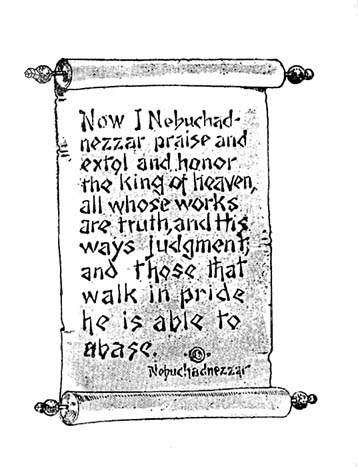 Now I Nebuchad-
nezzar praise and
extol and honor
the king of heaven,
all whose works
are truth, and His
ways judgment;
and those that
walk in pride
he is able to
abase.
Nebuchadnezzar